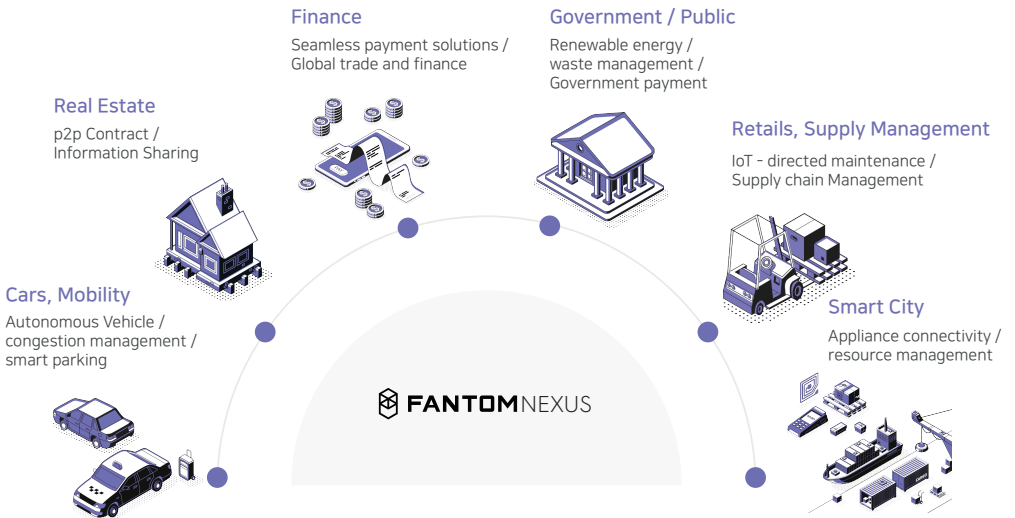 Finance
Seamless payment solutions /
Global trade and finance
Government / Public
Renewable energy /
waste management /
Government payment
Real Estate
p2p Contract /
Information Sharing
Retails, Supply Management
IoT - directed maintenance /
Supply chain Management
Cars, Mobility
Autonomous Vehicle /
congestion management /
smart parking
Smart City
Appliance connectivity /
resource management
FANTOMNEXUS